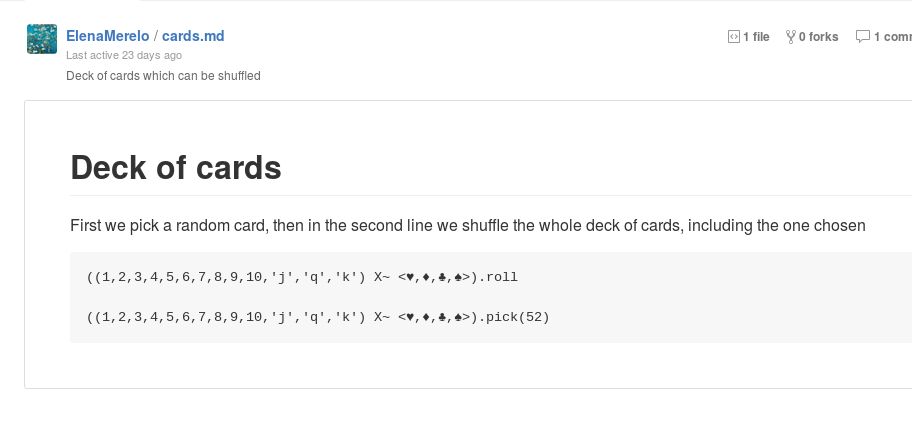 ElenaMerelo / cards.md
1 file
0 forks
1
Last active 23 days ago
Deck of cards which can be shuffled
Deck of cards
First we pick a random card, then in the second line we shuffle the whole deck of cards, including the one chosen
((1,2,3,4,5,6,7,8,9,10,'j','q','k') X~ <♥,♦,♣,♠>).roll
((1,2,3,4,5,6,7,8,9,10,'j','q','k') X~ <♥,♦,♣,♠>).pick(52)